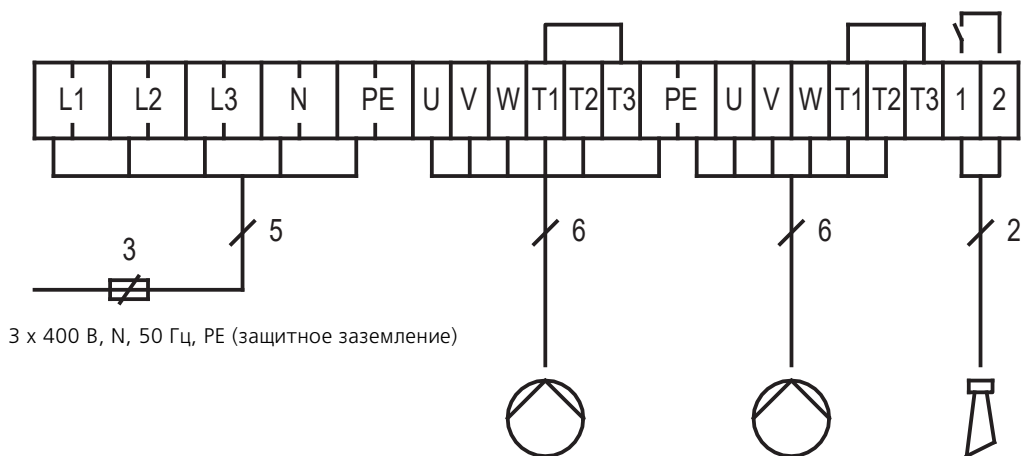 L1 L2 L3 N PE U V W T1 T2 T3 PE U V W T1 T2 T3 1 2
5 6 6 2
3
3 x 400 В, N, 50 Гц, PE (защитное заземление)